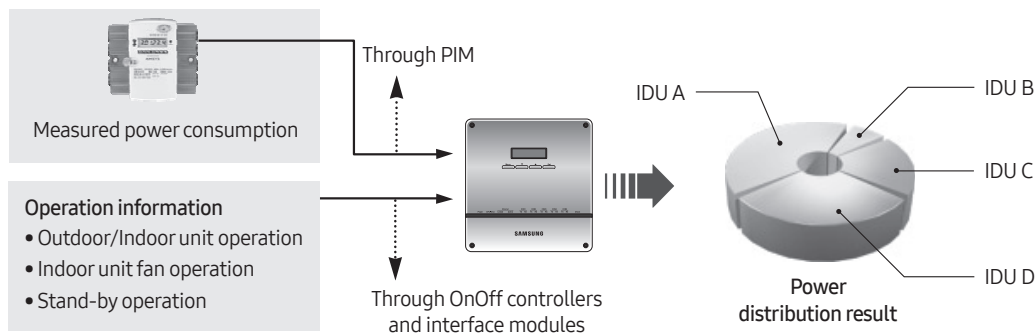 Measured power consumption
Operation information
• Outdoor/Indoor unit operation
• Indoor unit fan operation
• Stand-by operation
Through PIM
Through OnOff controllers
and interface modules
SAMSUNG
IDU A
IDU B
IDU C
IDU D
Power
distribution result